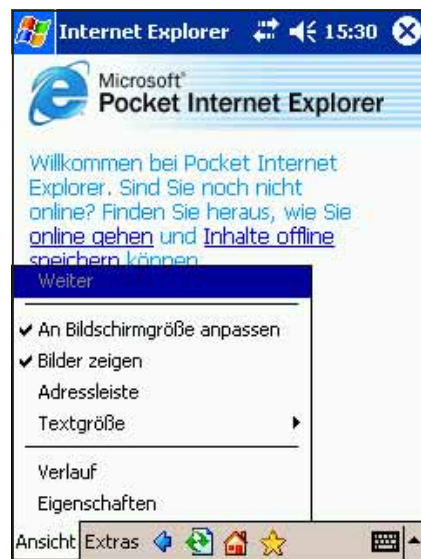 Internet Explorer 15:30
Microsoft®
Pocket Internet Explorer
Willkommen bei Pocket Internet
Explorer. Sind Sie noch nicht
online? Finden Sie heraus, wie Sie
online gehen und Inhalte offline
speichern können
Weiter
An Bildschirmgröße anpassen
Bilder zeigen
Adressleiste
Textgröße
Verlauf
Eigenschaften
Ansicht Extras